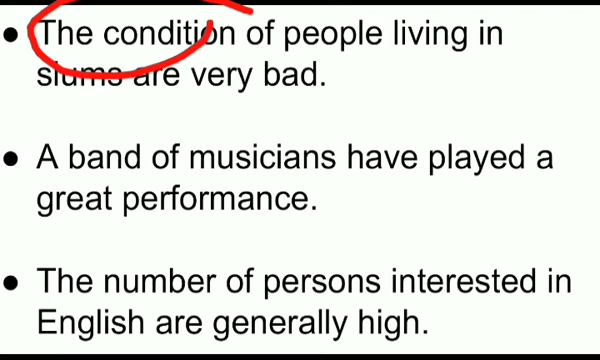 ● The condition of people living in
slums are very bad.
● A band of musicians have played a
great performance.
● The number of persons interested in
English are generally high.